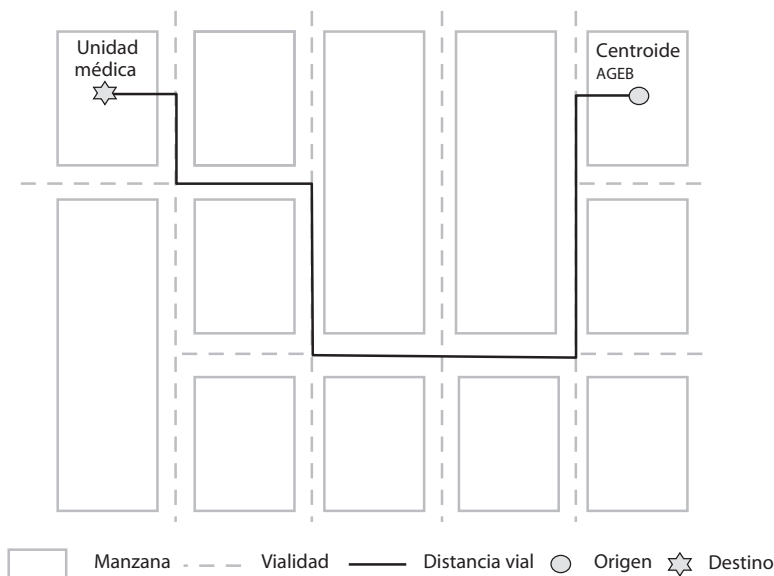 Unidad
médica
Centroide
AGEB
Manzana
Vialidad
Distancia vial
Origen
Destino